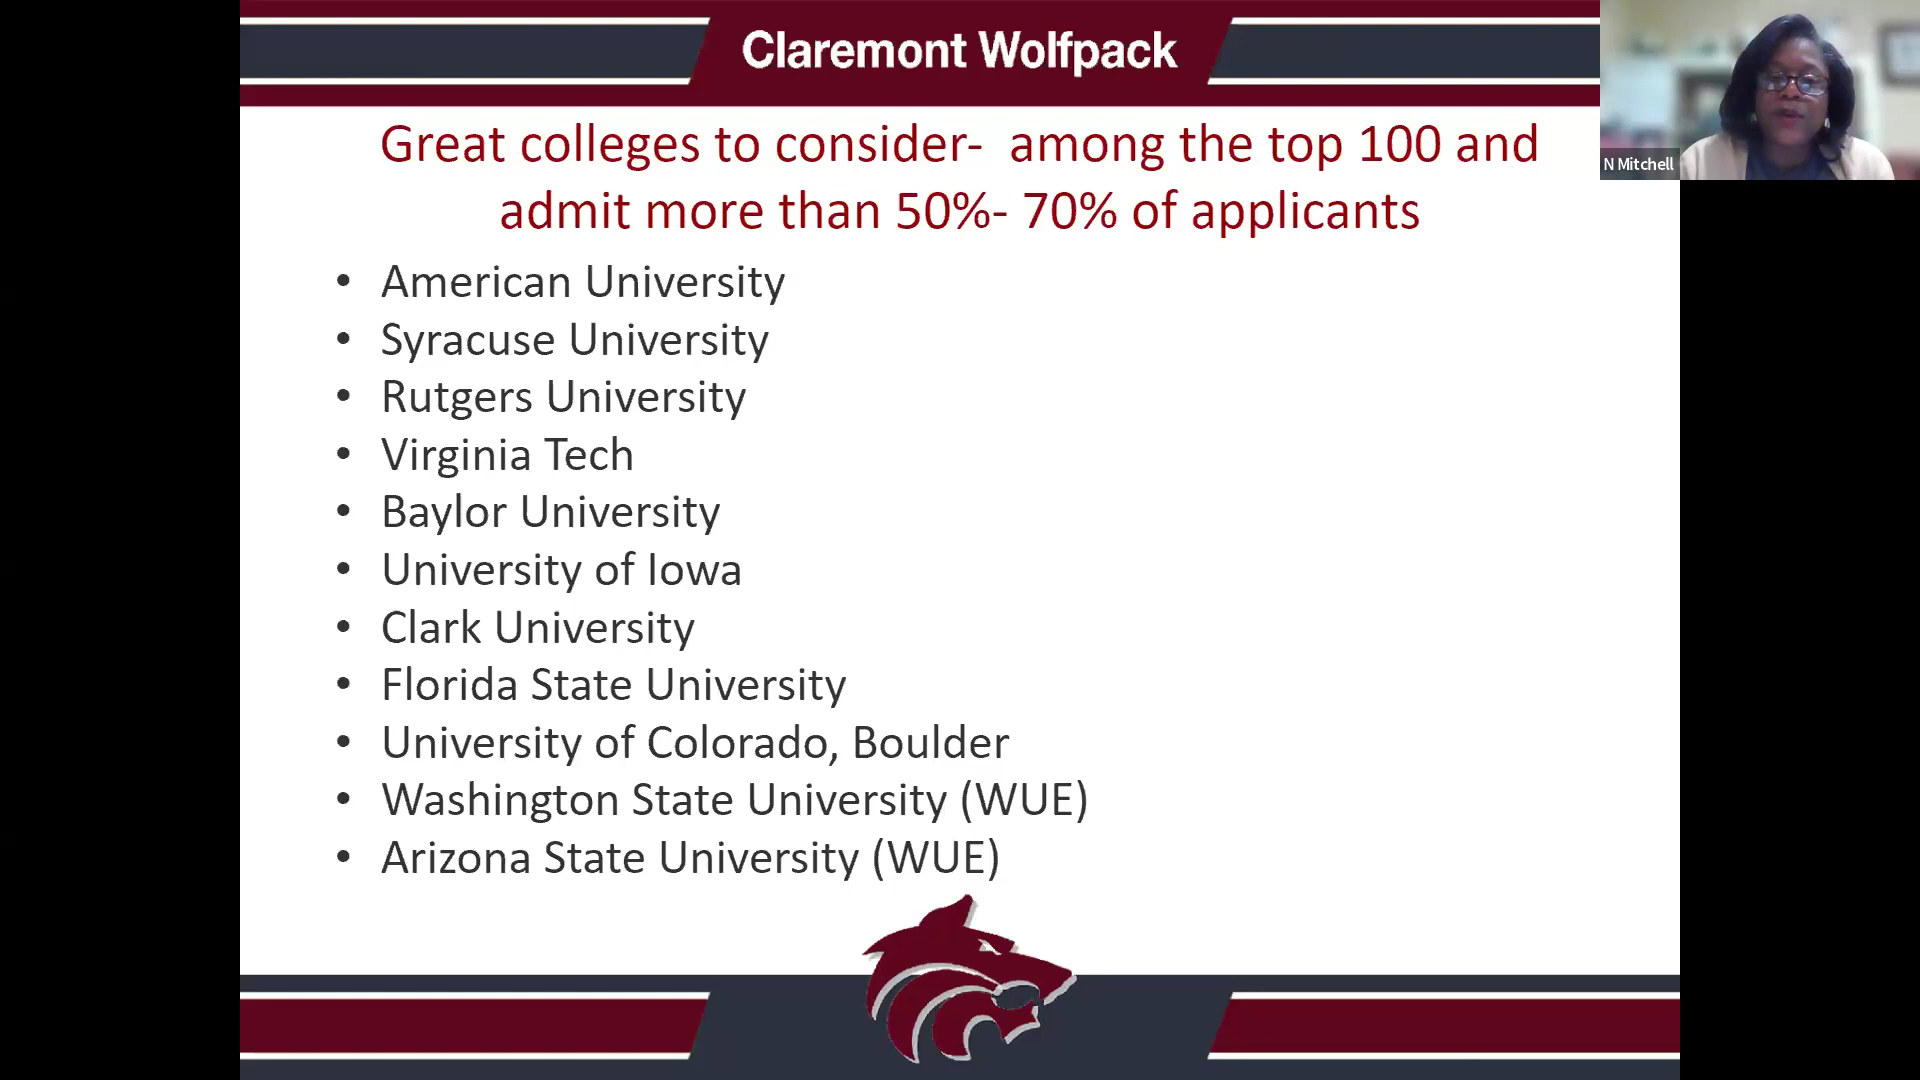 Claremont Wolfpack
Great colleges to consider-  among the top 100 and
admit more than 50%- 70% of applicants
• American University
• Syracuse University
• Rutgers University
• Virginia Tech
• Baylor University
• University of Iowa
• Clark University
• Florida State University
• University of Colorado, Boulder
• Washington State University (WUE)
• Arizona State University (WUE)
N Mitchell